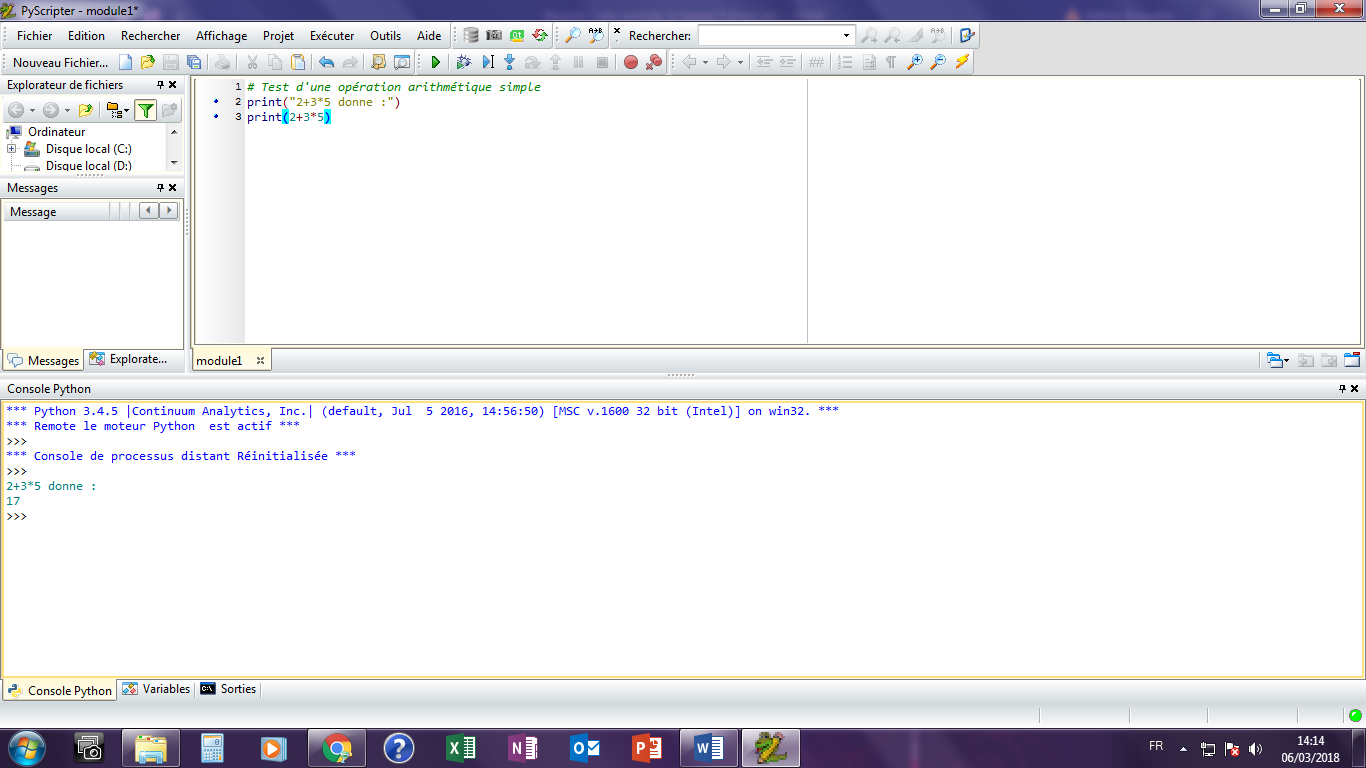 PyScripter - module1*
Fichier Edition Rechercher Affichage Projet Exécuter Outils Aide Rechercher:
Nouveau Fichier...
Explorateur de fichiers
Ordinateur
Disque local (C:)
Disque local (D:)
Messages
Message
Messages Explorate...
1 # Test d'une opération arithmétique simple
2 print("2+3*5 donne :")
3 print(2+3*5)
module1
Console Python
*** Python 3.4.5 |Continuum Analytics, Inc.| (default, Jul  5 2016, 14:56:50) [MSC v.1600 32 bit (Intel)] on win32. ***
*** Remote le moteur Python  est actif ***
>>>
*** Console de processus distant Réinitialisée ***
>>>
2+3*5 donne :
17
>>>
Console Python Variables Sorties
FR 14:14
06/03/2018